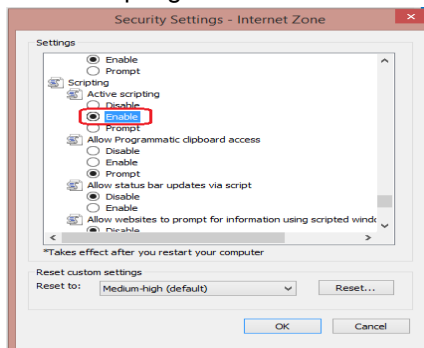 Security Settings - Internet Zone
Settings
Enable
Prompt
Scripting
Active scripting
Disable
Enable
Prompt
Allow Programmatic clipboard access
Disable
Enable
Prompt
Allow status bar updates via script
Disable
Enable
Allow websites to prompt for information using scripted wind
Disable
*Takes effect after you restart your computer
Reset custom settings
Reset to: Medium-high (default) Reset...
OK Cancel